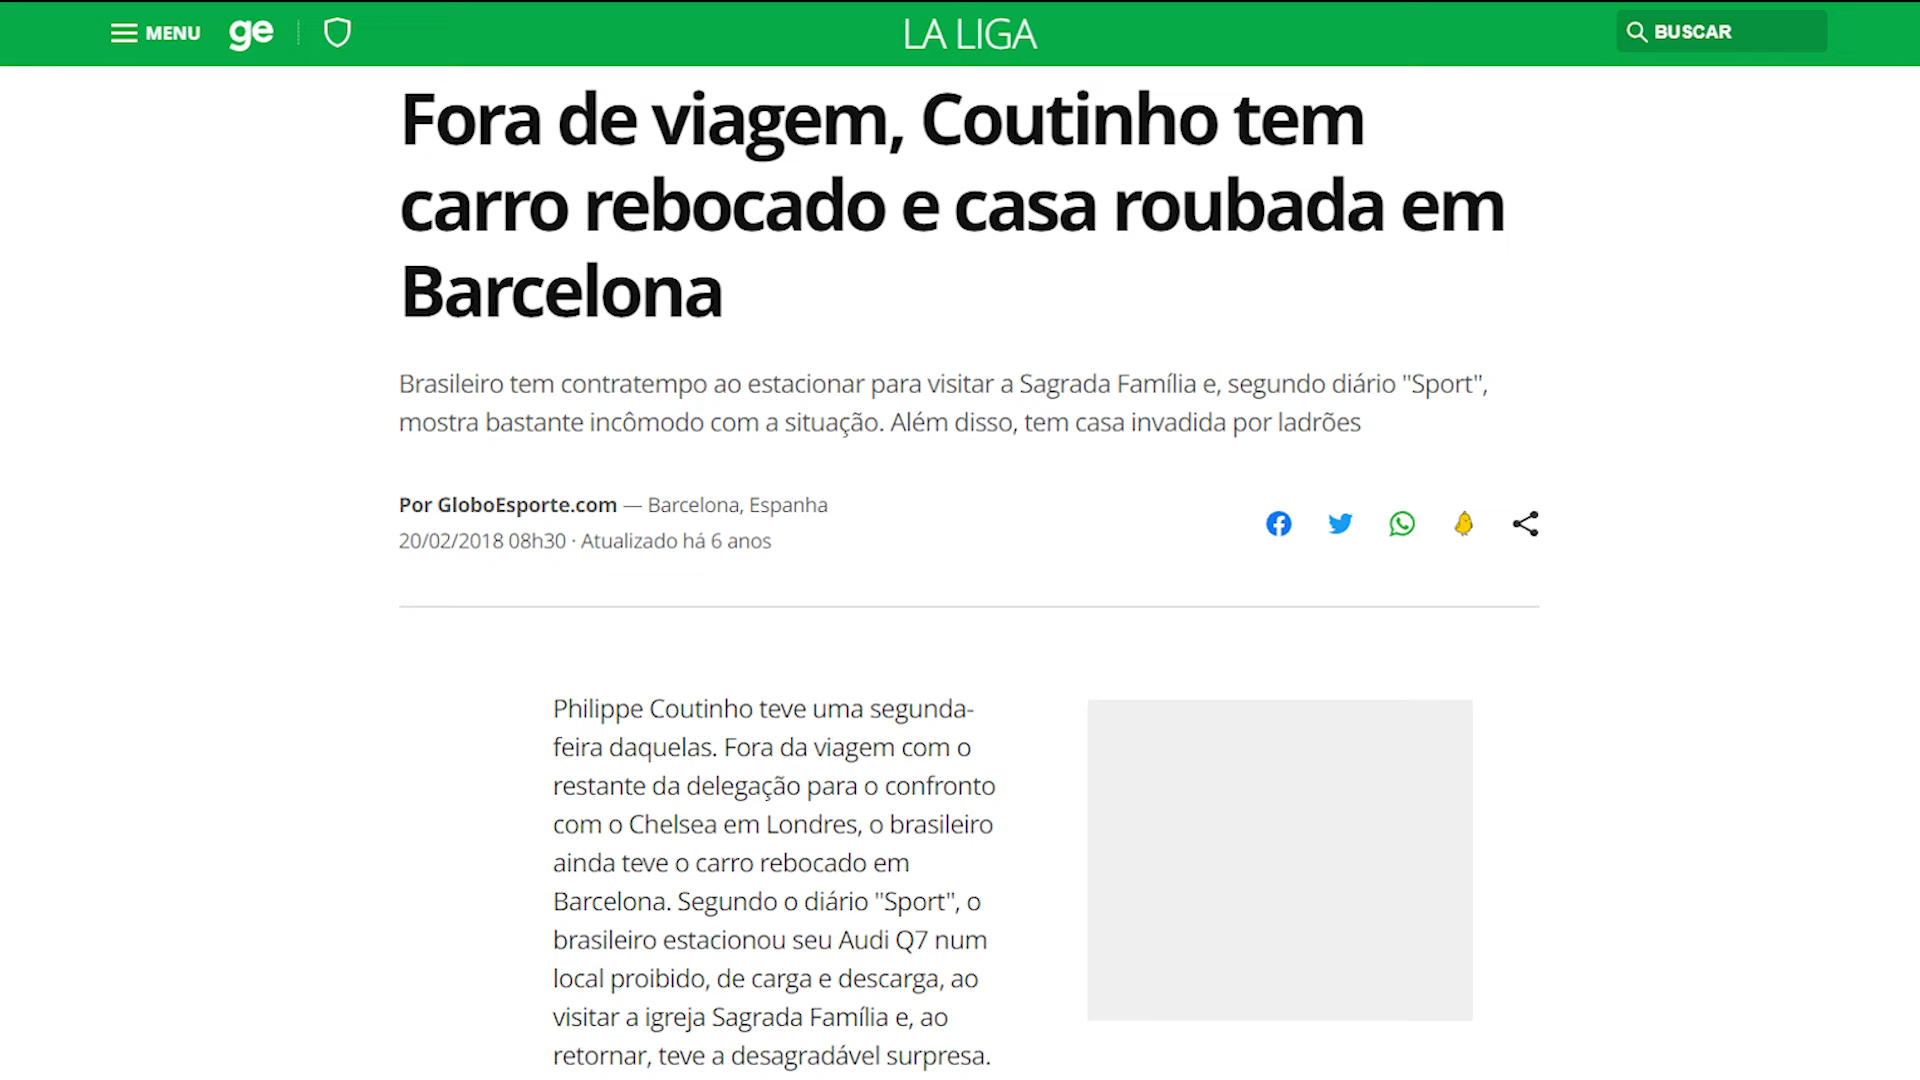 MENU
ge
LA LIGA
BUSCAR
Fora de viagem, Coutinho tem
carro rebocado e casa roubada em
Barcelona
Brasileiro tem contratempo ao estacionar para visitar a Sagrada Família e, segundo diário "Sport",
mostra bastante incômodo com a situação. Além disso, tem casa invadida por ladrões
Por GloboEsporte.com — Barcelona, Espanha
20/02/2018 08h30 · Atualizado há 6 anos
Philippe Coutinho teve uma segunda-
feira daquelas. Fora da viagem com o
restante da delegação para o confronto
com o Chelsea em Londres, o brasileiro
ainda teve o carro rebocado em
Barcelona. Segundo o diário "Sport", o
brasileiro estacionou seu Audi Q7 num
local proibido, de carga e descarga, ao
visitar a igreja Sagrada Família e, ao
retornar, teve a desagradável surpresa.